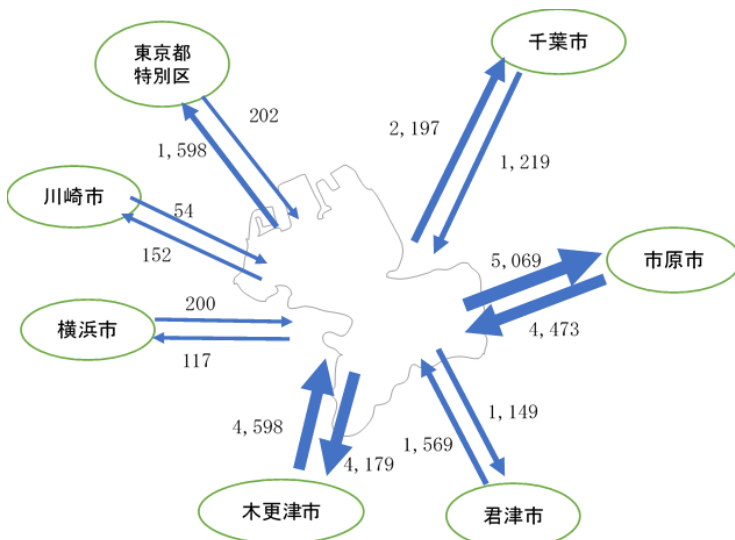 東京都
特別区
千葉市
202
1,598
2,197
1,219
川崎市
54
152
5,069
市原市
4,473
横浜市
200
117
4,598
4,179
1,149
1,569
木更津市
君津市